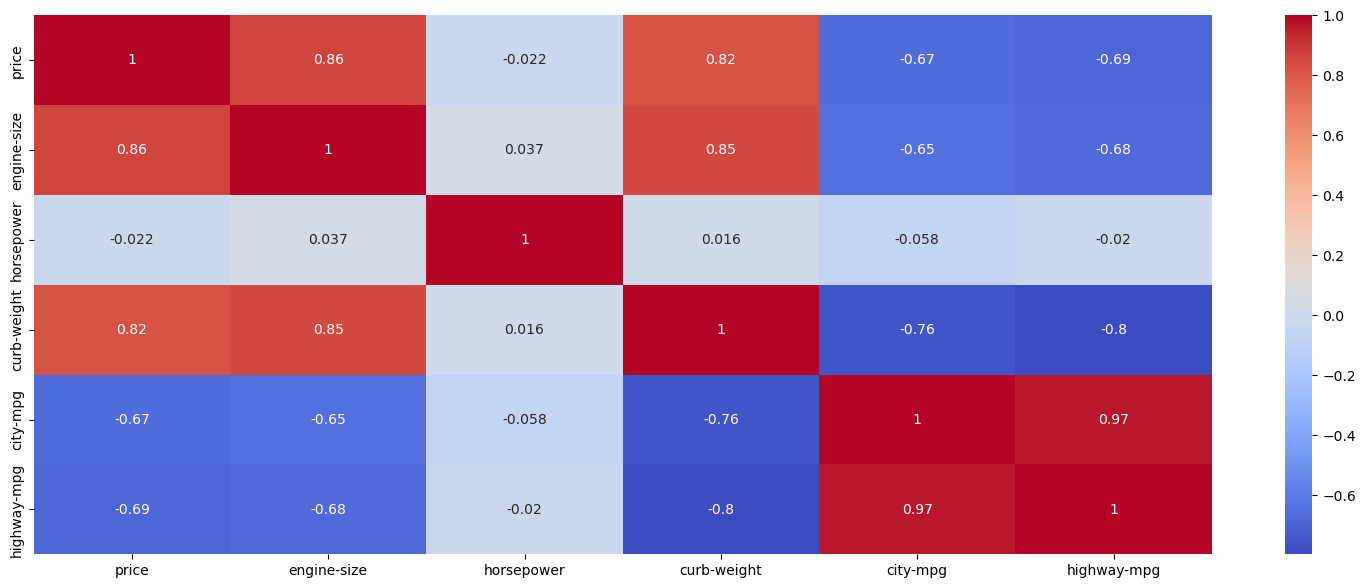 price 1 0.86 -0.022 0.82 -0.67 -0.69
engine-size 0.86 1 0.037 0.85 -0.65 -0.68
horsepower -0.022 0.037 1 0.016 -0.058 -0.02
curb-weight 0.82 0.85 0.016 1 -0.76 -0.8
city-mpg -0.67 -0.65 -0.058 -0.76 1 0.97
highway-mpg -0.69 -0.68 -0.02 -0.8 0.97 1
price engine-size horsepower curb-weight city-mpg highway-mpg
1.0
0.8
0.6
0.4
0.2
0.0
−0.2
−0.4
−0.6